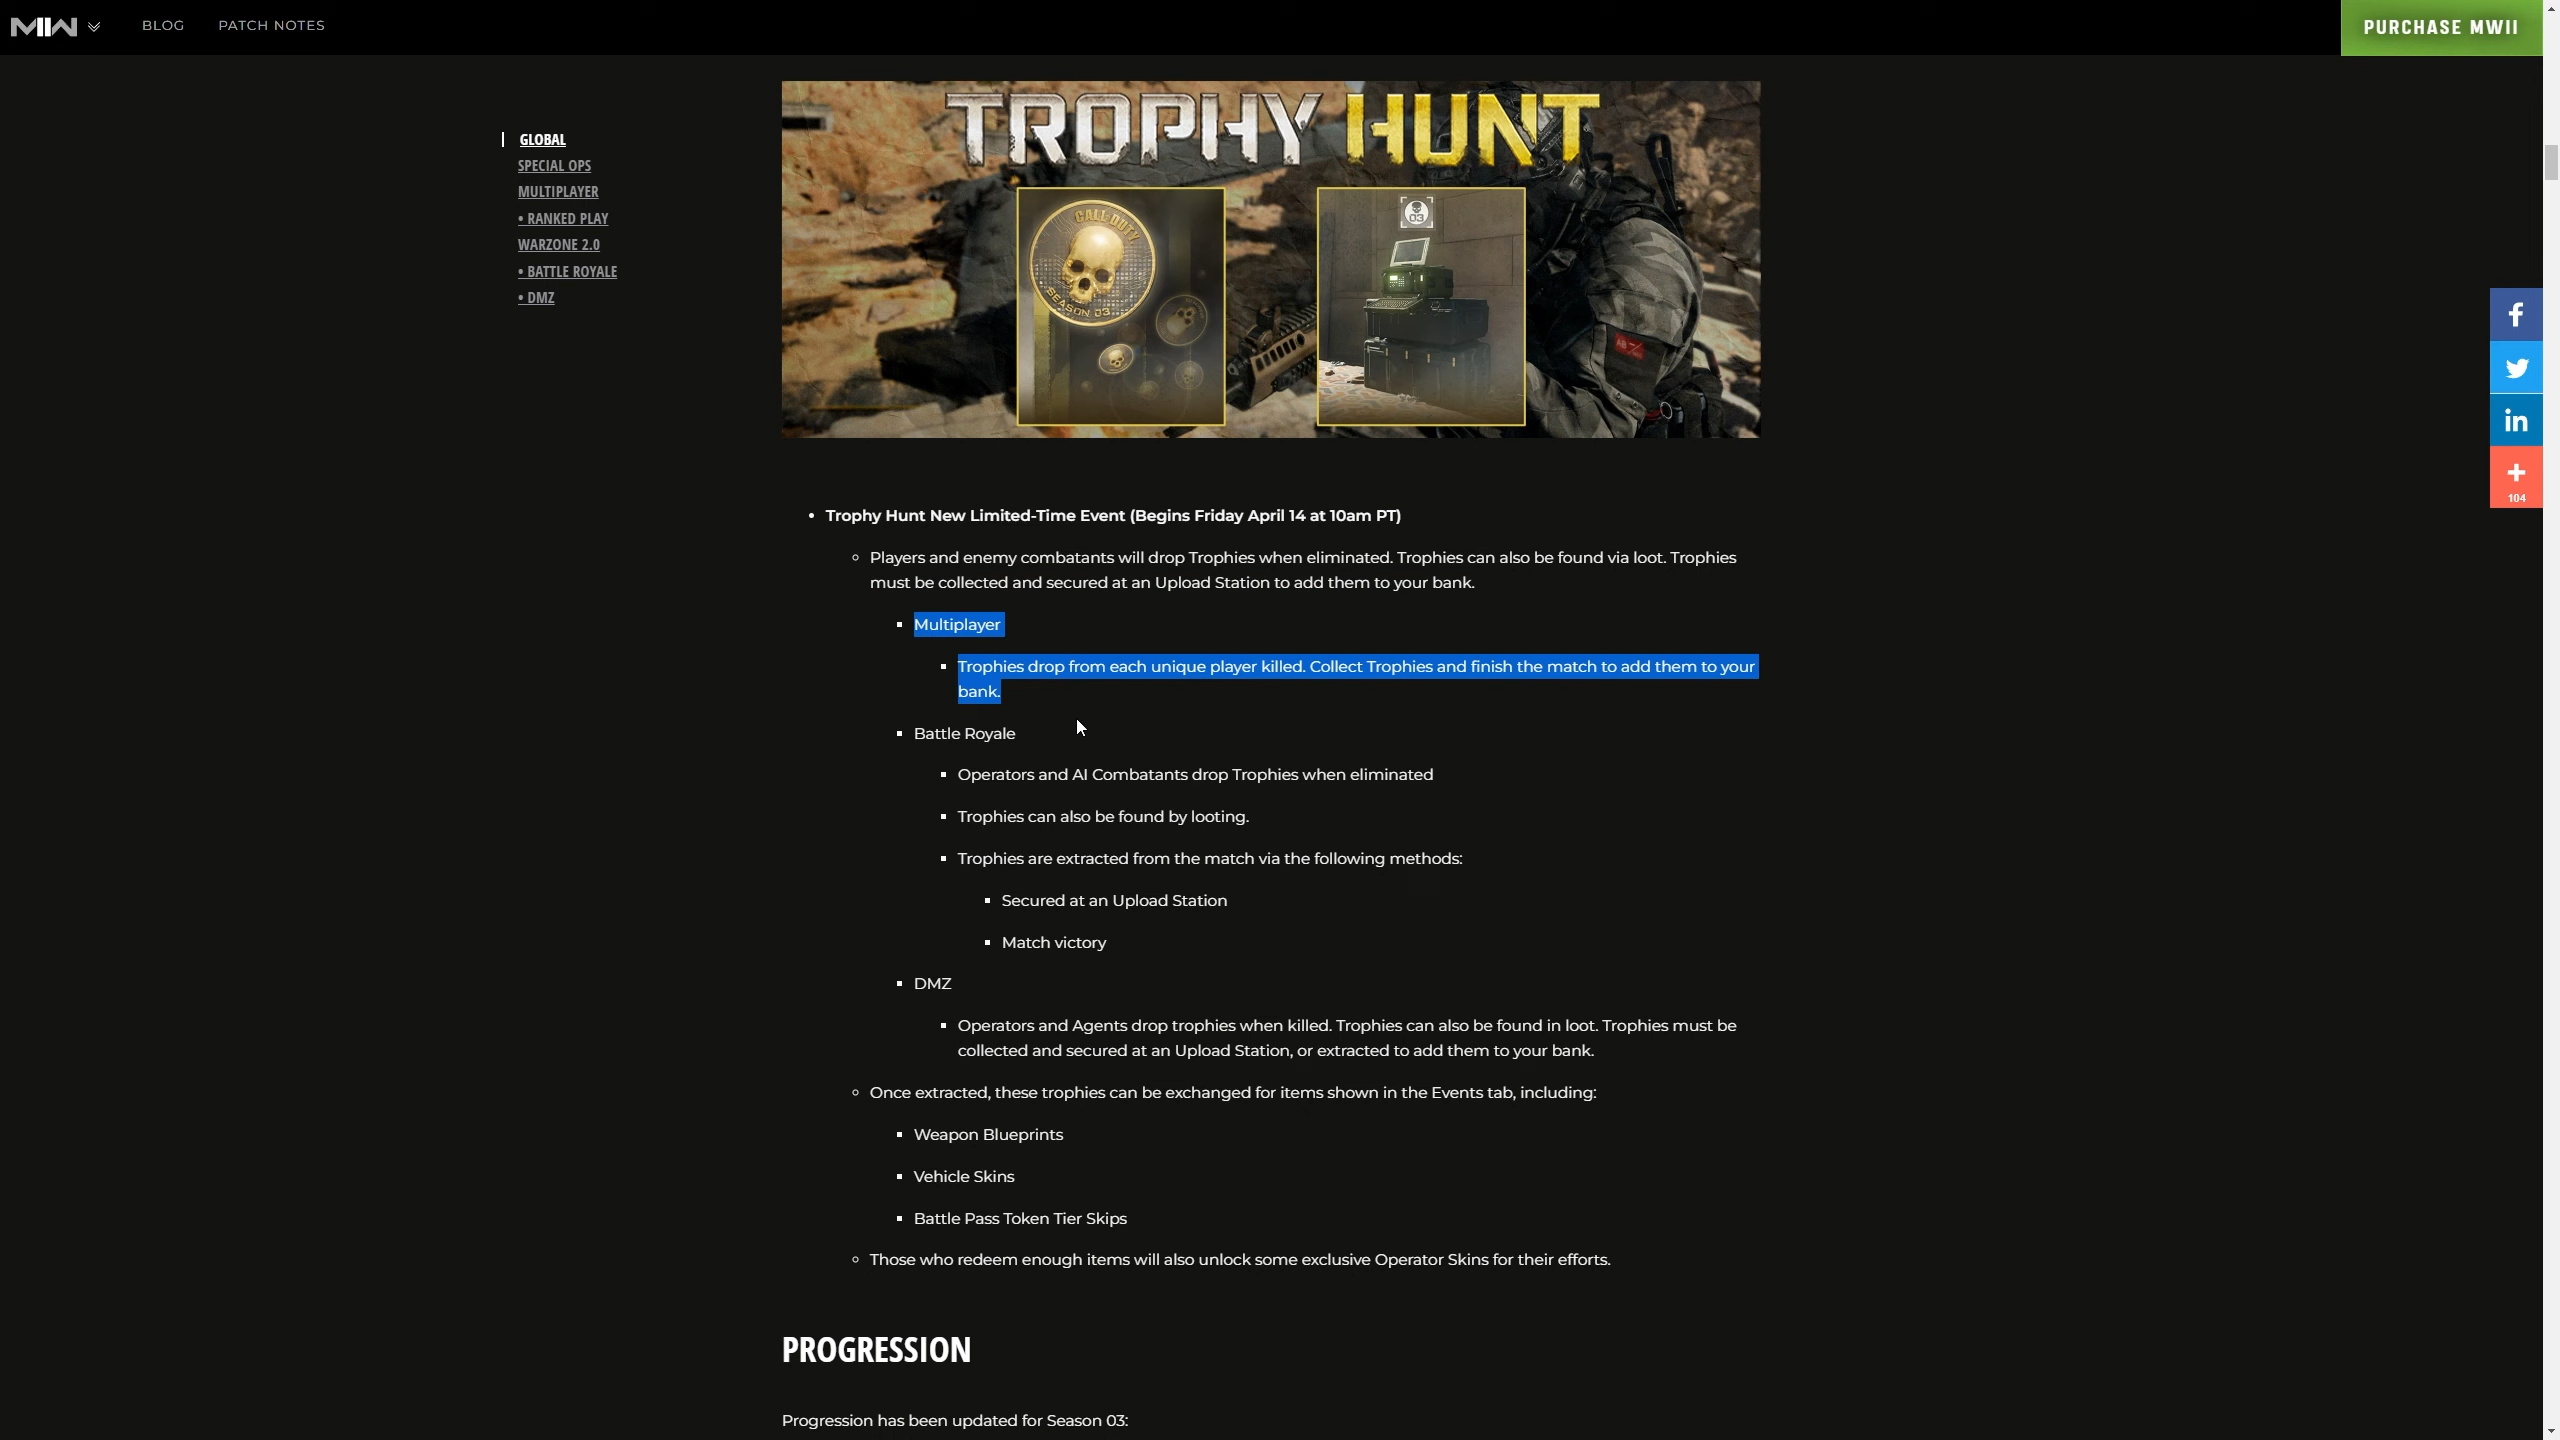 MWII
BLOG
PATCH NOTES
PURCHASE MWII
GLOBAL
SPECIAL OPS
MULTIPLAYER
• RANKED PLAY
WARZONE 2.0
• BATTLE ROYALE
• DMZ
TROPHY HUNT
CALL OF DUTY
SEASON 03
03
104
• Trophy Hunt New Limited-Time Event (Begins Friday April 14 at 10am PT)
Players and enemy combatants will drop Trophies when eliminated. Trophies can also be found via loot. Trophies
must be collected and secured at an Upload Station to add them to your bank.
Multiplayer
Trophies drop from each unique player killed. Collect Trophies and finish the match to add them to your
bank.
Battle Royale
Operators and AI Combatants drop Trophies when eliminated
Trophies can also be found by looting.
Trophies are extracted from the match via the following methods:
Secured at an Upload Station
Match victory
DMZ
Operators and Agents drop trophies when killed. Trophies can also be found in loot. Trophies must be
collected and secured at an Upload Station, or extracted to add them to your bank.
Once extracted, these trophies can be exchanged for items shown in the Events tab, including:
Weapon Blueprints
Vehicle Skins
Battle Pass Token Tier Skips
Those who redeem enough items will also unlock some exclusive Operator Skins for their efforts.
PROGRESSION
Progression has been updated for Season 03: